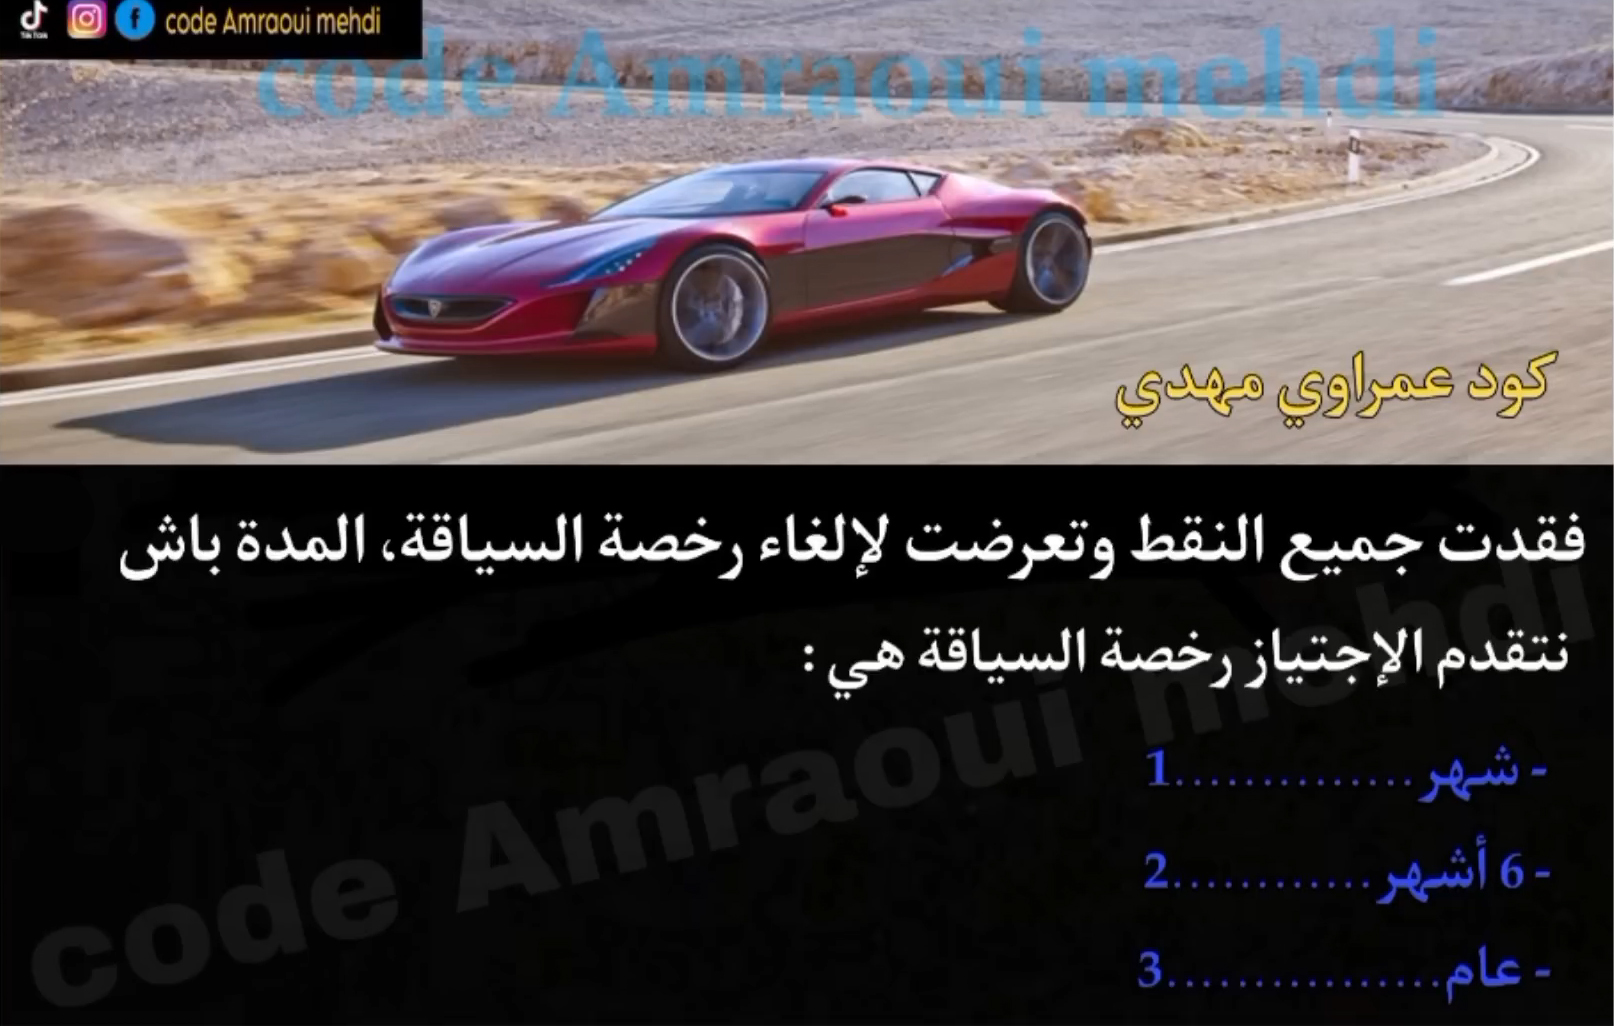 TikTok
code Amraoui mehdi
code Amraoui mehdi
كود عمراوي مهدي
فقدت جميع النقط وتعرضت لإلغاء رخصة السياقة، المدة باش
نتقدم الإجتياز رخصة السياقة هي :
- شهر ..............1
- 6 أشهر ............2
- عام................3
code Amraoui mehdi